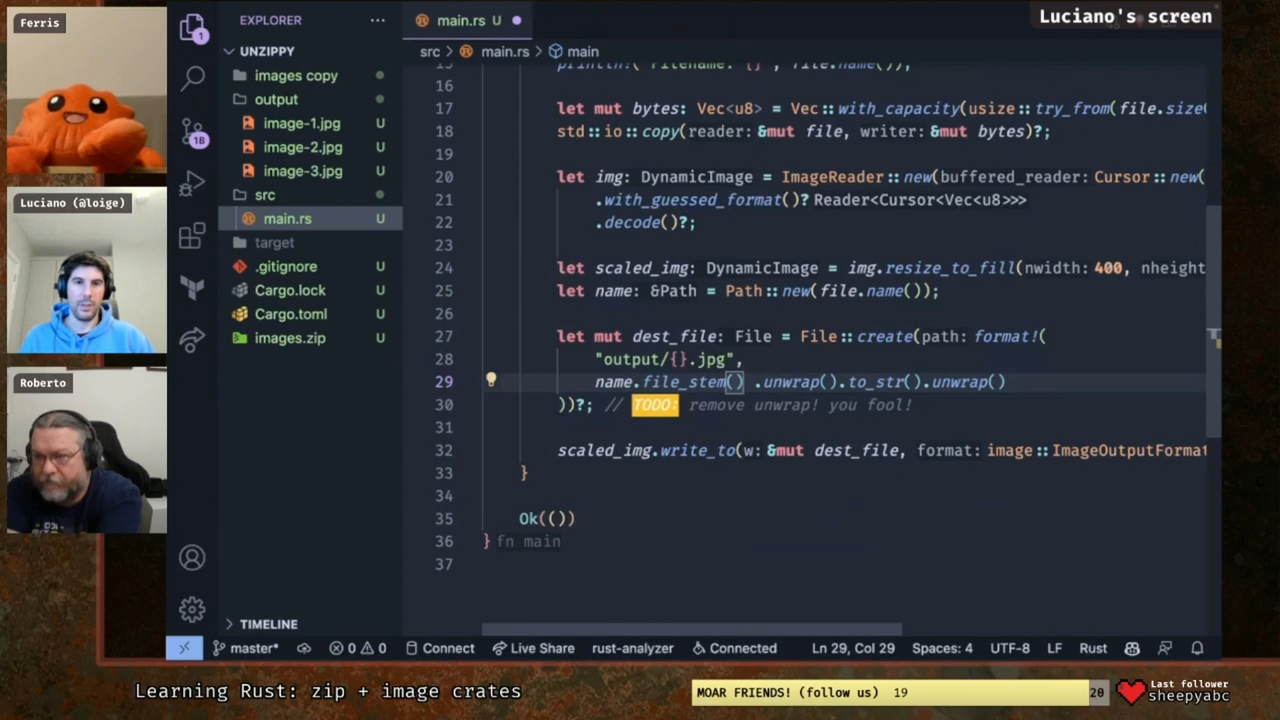 Ferris
Luciano (@loige)
Roberto
EXPLORER
UNZIPPY
images copy
output
image-1.jpg U
image-2.jpg U
image-3.jpg U
src
main.rs U
target
.gitignore U
Cargo.lock U
Cargo.toml U
images.zip U
TIMELINE
1
18
main.rs U
Luciano's screen
src > main.rs > main
15 println!("Filename: {}", file.name());
16
17 let mut bytes: Vec<u8> = Vec::with_capacity(usize::try_from(file.size(
18 std::io::copy(reader: &mut file, writer: &mut bytes)?;
19
20 let img: DynamicImage = ImageReader::new(buffered_reader: Cursor::new(
21 .with_guessed_format()? Reader<Cursor<Vec<u8>>>
22 .decode()?;
23
24 let scaled_img: DynamicImage = img.resize_to_fill(nwidth: 400, nheight
25 let name: &Path = Path::new(file.name());
26
27 let mut dest_file: File = File::create(path: format!(
28 "output/{}.jpg",
29 name.file_stem() .unwrap().to_str().unwrap()
30 ))?; // TODO: remove unwrap! you fool!
31
32 scaled_img.write_to(w: &mut dest_file, format: image::ImageOutputFormat
33 }
34
35 Ok(())
36 } fn main
37
master* 0 0 Connect Live Share rust-analyzer Connected Ln 29, Col 29 Spaces: 4 UTF-8 LF Rust
Learning Rust: zip + image crates
MOAR FRIENDS! (follow us) 19
20
Last follower
sheepyabc